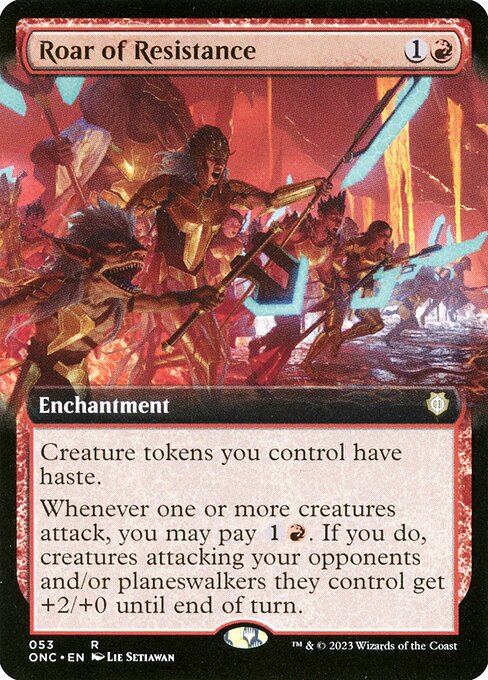 Roar of Resistance 1
Enchantment
Creature tokens you control have
haste.
Whenever one or more creatures
attack, you may pay 1 . If you do,
creatures attacking your opponents
and/or planeswalkers they control get
+2/+0 until end of turn.
053 R
ONC • EN Lie Setiawan
™ & © 2023 Wizards of the Coast